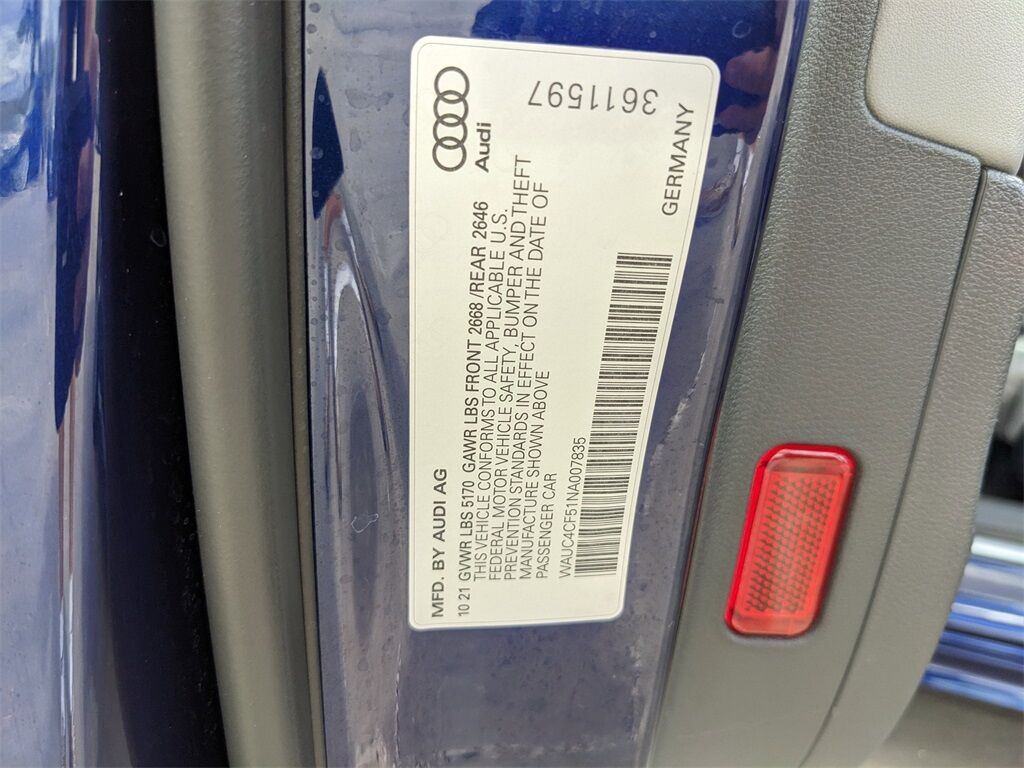 MFD. BY AUDI AG
10 21 GVWR LBS 5170 GAWR LBS FRONT 2668/REAR 2646
THIS VEHICLE CONFORMS TO ALL APPLICABLE U.S.
FEDERAL MOTOR VEHICLE SAFETY, BUMPER AND THEFT
PREVENTION STANDARDS IN EFFECT ON THE DATE OF
MANUFACTURE SHOWN ABOVE
PASSENGER CAR
WAUC4CF51NA007835
Audi
3611597
GERMANY